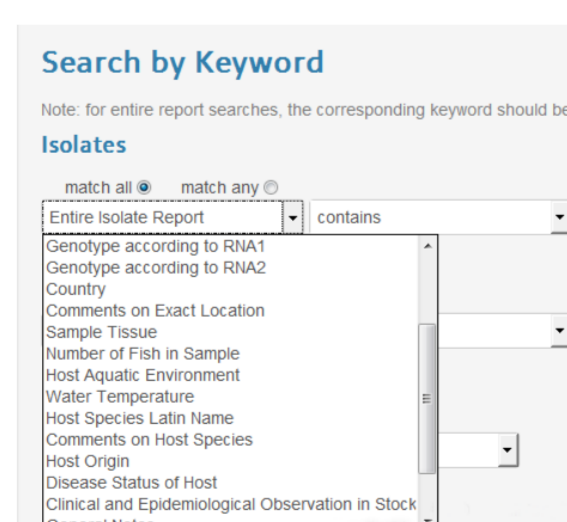 Search by Keyword
Note: for entire report searches, the corresponding keyword should be
Isolates
match all match any
Entire Isolate Report contains
Genotype according to RNA1
Genotype according to RNA2
Country
Comments on Exact Location
Sample Tissue
Number of Fish in Sample
Host Aquatic Environment
Water Temperature
Host Species Latin Name
Comments on Host Species
Host Origin
Disease Status of Host
Clinical and Epidemiological Observation in Stock
General Notes